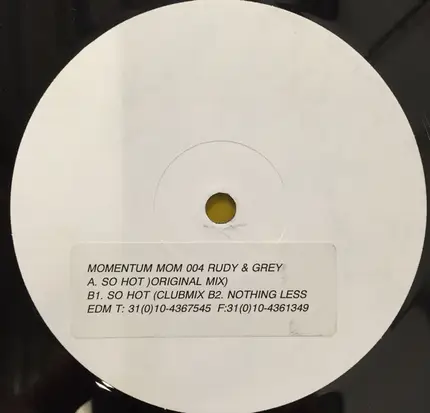 MOMENTUM MOM 004 RUDY & GREY
A. SO HOT )ORIGINAL MIX)
B1. SO HOT (CLUBMIX B2. NOTHING LESS
EDM T: 31(0)10-4367545 F:31(0)10-4361349